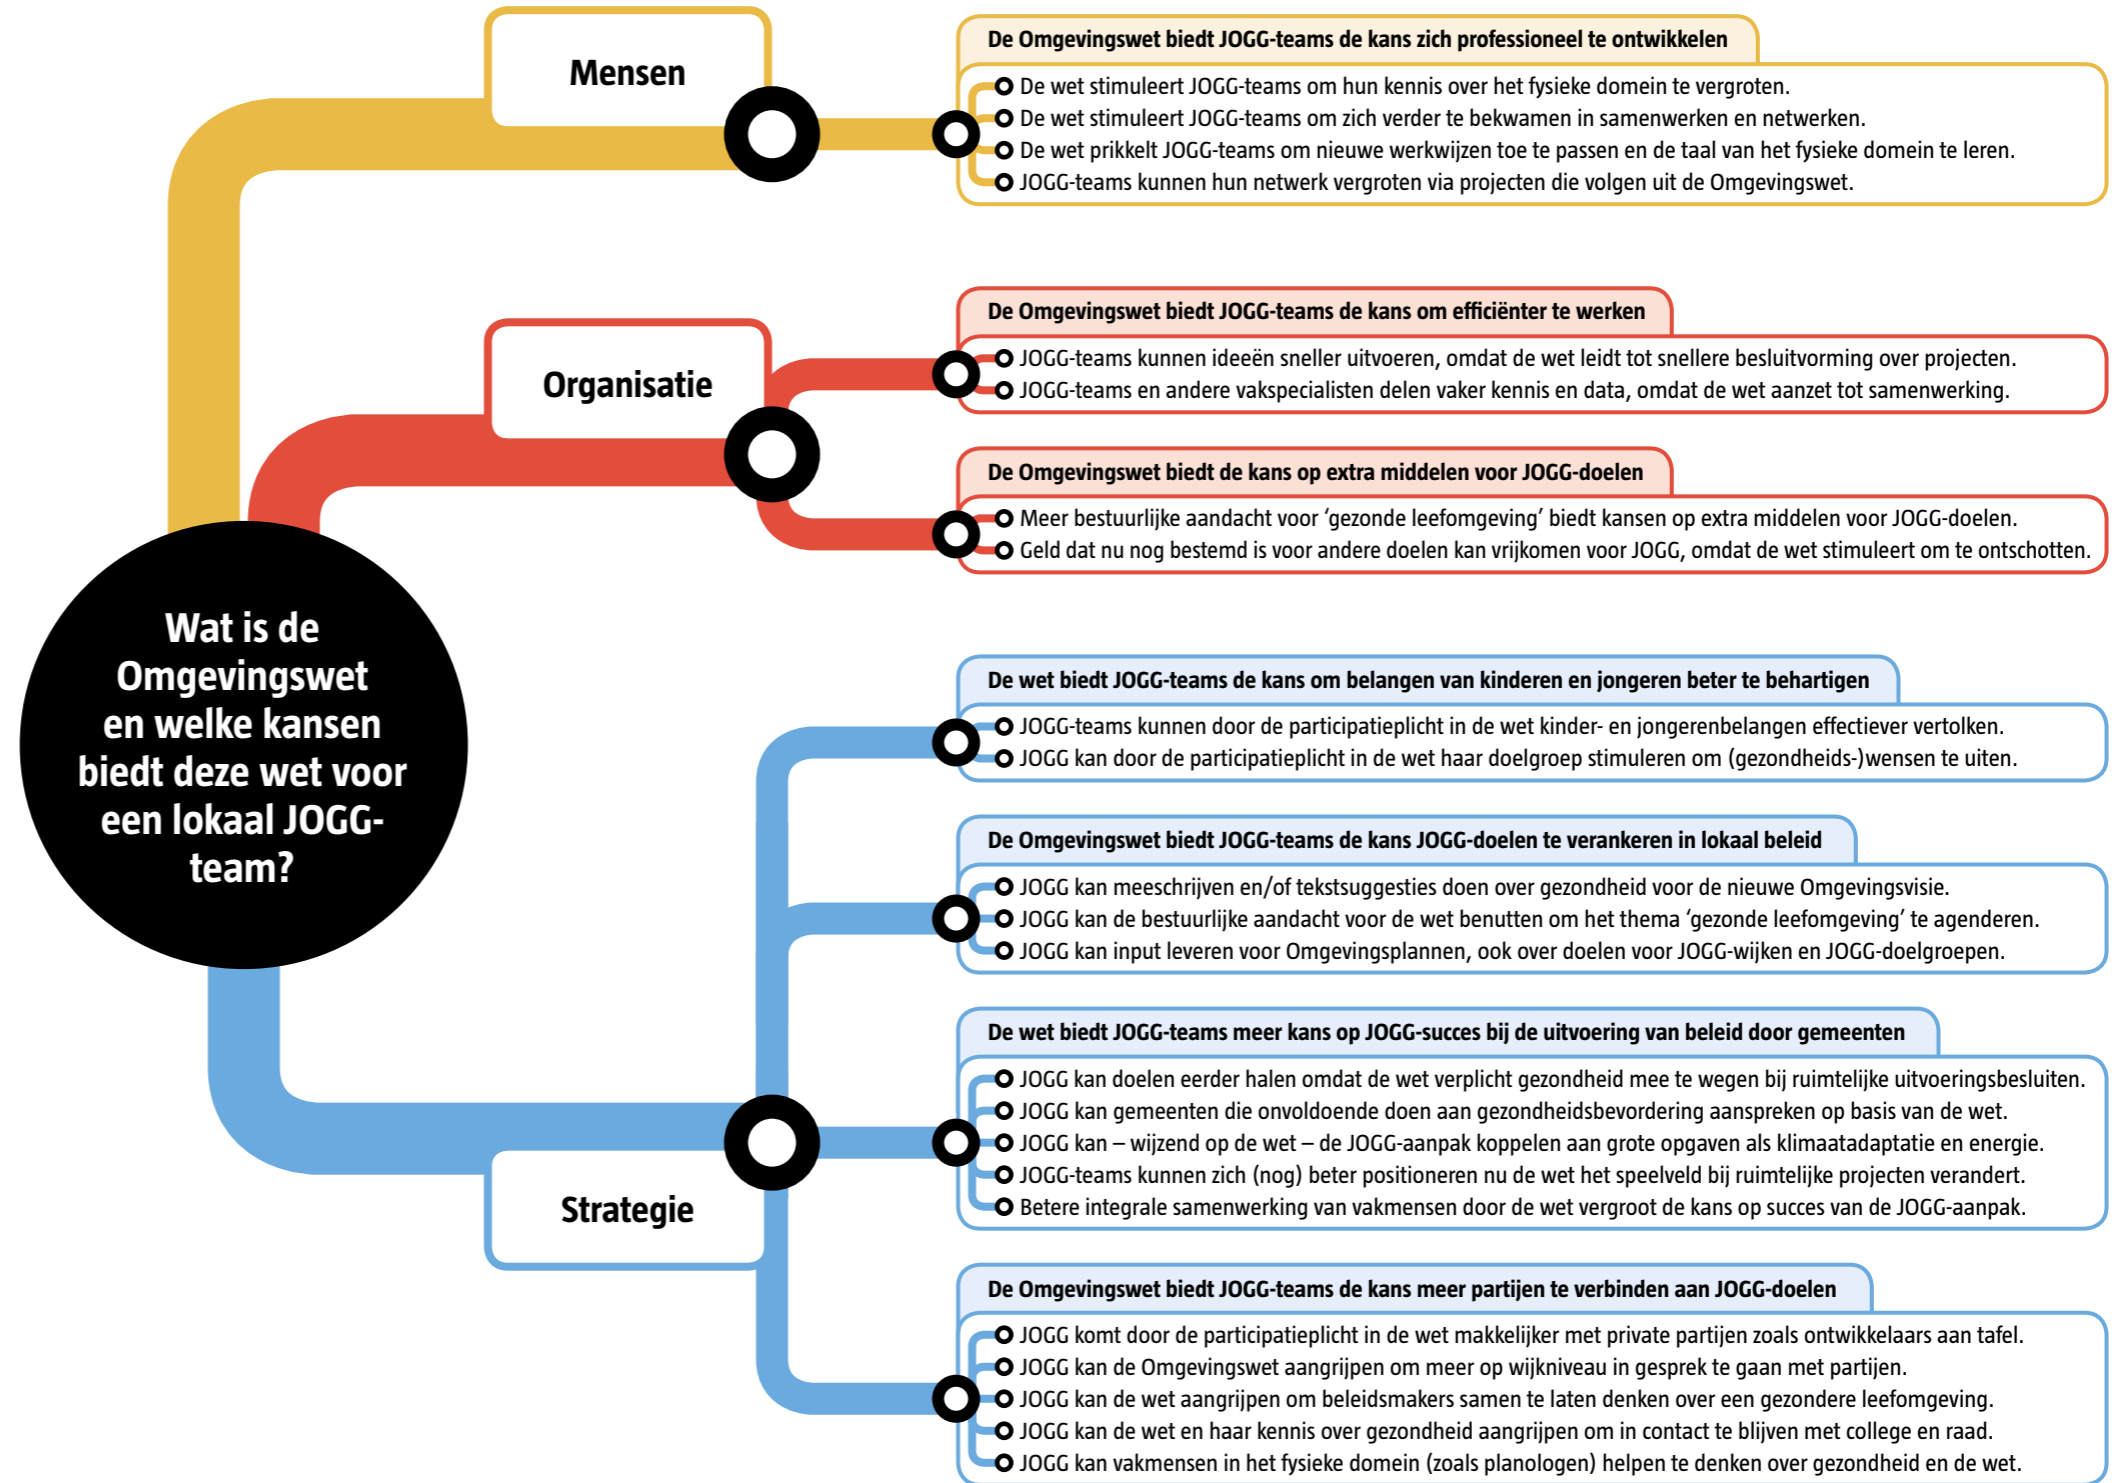 Wat is de
Omgevingswet
en welke kansen
biedt deze wet voor
een lokaal JOGG-
team?
Mensen
De Omgevingswet biedt JOGG-teams de kans zich professioneel te ontwikkelen
De wet stimuleert JOGG-teams om hun kennis over het fysieke domein te vergroten.
De wet stimuleert JOGG-teams om zich verder te bekwamen in samenwerken en netwerken.
De wet prikkelt JOGG-teams om nieuwe werkwijzen toe te passen en de taal van het fysieke domein te leren.
JOGG-teams kunnen hun netwerk vergroten via projecten die volgen uit de Omgevingswet.
Organisatie
De Omgevingswet biedt JOGG-teams de kans om efficiënter te werken
JOGG-teams kunnen ideeën sneller uitvoeren, omdat de wet leidt tot snellere besluitvorming over projecten.
JOGG-teams en andere vakspecialisten delen vaker kennis en data, omdat de wet aanzet tot samenwerking.
De Omgevingswet biedt de kans op extra middelen voor JOGG-doelen
Meer bestuurlijke aandacht voor ‘gezonde leefomgeving’ biedt kansen op extra middelen voor JOGG-doelen.
Geld dat nu nog bestemd is voor andere doelen kan vrijkomen voor JOGG, omdat de wet stimuleert om te ontschotten.
Strategie
De wet biedt JOGG-teams de kans om belangen van kinderen en jongeren beter te behartigen
JOGG-teams kunnen door de participatieplicht in de wet kinder- en jongerenbelangen effectiever vertolken.
JOGG kan door de participatieplicht in de wet haar doelgroep stimuleren om (gezondheids-)wensen te uiten.
De Omgevingswet biedt JOGG-teams de kans JOGG-doelen te verankeren in lokaal beleid
JOGG kan meeschrijven en/of tekstsuggesties doen over gezondheid voor de nieuwe Omgevingsvisie.
JOGG kan de bestuurlijke aandacht voor de wet benutten om het thema ‘gezonde leefomgeving’ te agenderen.
JOGG kan input leveren voor Omgevingsplannen, ook over doelen voor JOGG-wijken en JOGG-doelgroepen.
De wet biedt JOGG-teams meer kans op JOGG-succes bij de uitvoering van beleid door gemeenten
JOGG kan doelen eerder halen omdat de wet verplicht gezondheid mee te wegen bij ruimtelijke uitvoeringsbesluiten.
JOGG kan gemeenten die onvoldoende doen aan gezondheidsbevordering aanspreken op basis van de wet.
JOGG kan – wijzend op de wet – de JOGG-aanpak koppelen aan grote opgaven als klimaatadaptatie en energie.
JOGG-teams kunnen zich (nog) beter positioneren nu de wet het speelveld bij ruimtelijke projecten verandert.
Betere integrale samenwerking van vakmensen door de wet vergroot de kans op succes van de JOGG-aanpak.
De Omgevingswet biedt JOGG-teams de kans meer partijen te verbinden aan JOGG-doelen
JOGG komt door de participatieplicht in de wet makkelijker met private partijen zoals ontwikkelaars aan tafel.
JOGG kan de Omgevingswet aangrijpen om meer op wijkniveau in gesprek te gaan met partijen.
JOGG kan de wet aangrijpen om beleidsmakers samen te laten denken over een gezondere leefomgeving.
JOGG kan de wet en haar kennis over gezondheid aangrijpen om in contact te blijven met college en raad.
JOGG kan vakmensen in het fysieke domein (zoals planologen) helpen te denken over gezondheid en de wet.